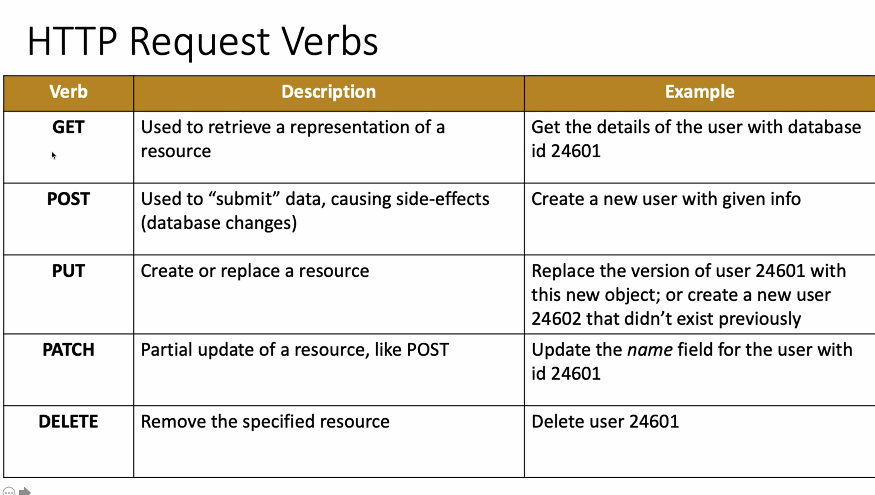 HTTP Request Verbs
Verb
Description
Example
GET
Used to retrieve a representation of a
resource
Get the details of the user with database
id 24601
POST
Used to “submit” data, causing side-effects
(database changes)
Create a new user with given info
PUT
Create or replace a resource
Replace the version of user 24601 with
this new object; or create a new user
24602 that didn’t exist previously
PATCH
Partial update of a resource, like POST
Update the name field for the user with
id 24601
DELETE
Remove the specified resource
Delete user 24601